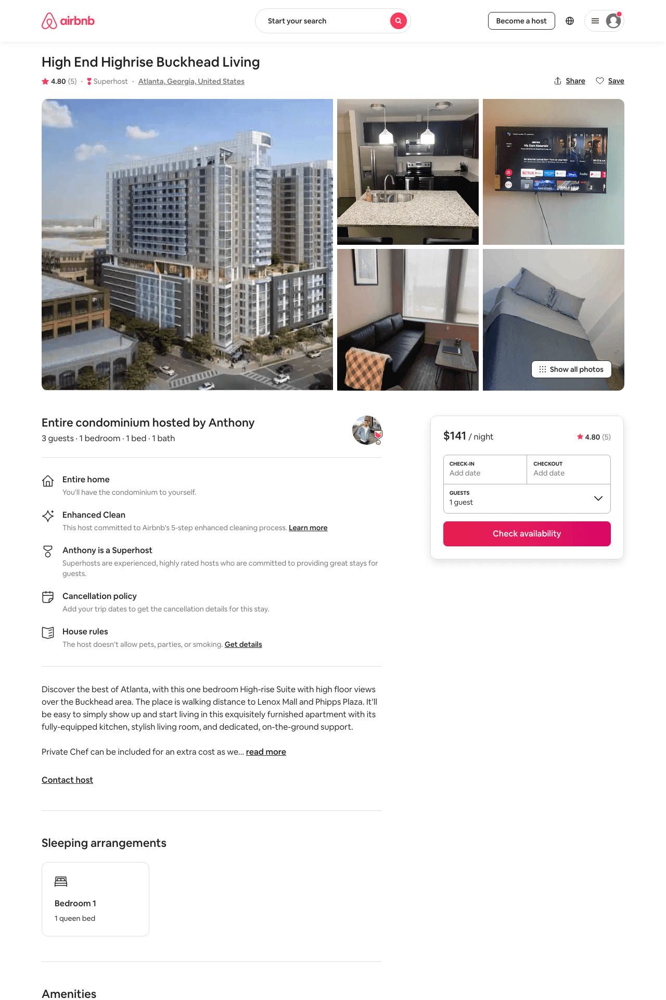 airbnb
Start your search
Become a host
High End Highrise Buckhead Living
4.80 (5) · Superhost · Atlanta, Georgia, United States
Share
Save
His Dark Materials
NETFLIX
hulu
Show all photos
Entire condominium hosted by Anthony
3 guests · 1 bedroom · 1 bed · 1 bath
$141 / night
4.80 (5)
CHECK-IN
Add date
CHECKOUT
Add date
GUESTS
1 guest
Check availability
Entire home
You’ll have the condominium to yourself.
Enhanced Clean
This host committed to Airbnb's 5-step enhanced cleaning process. Learn more
Anthony is a Superhost
Superhosts are experienced, highly rated hosts who are committed to providing great stays for
guests.
Cancellation policy
Add your trip dates to get the cancellation details for this stay.
House rules
The host doesn’t allow pets, parties, or smoking. Get details
Discover the best of Atlanta, with this one bedroom High-rise Suite with high floor views
over the Buckhead area. The place is walking distance to Lenox Mall and Phipps Plaza. It’ll
be easy to simply show up and start living in this exquisitely furnished apartment with its
fully-equipped kitchen, stylish living room, and dedicated, on-the-ground support.
Private Chef can be included for an extra cost as we... read more
Contact host
Sleeping arrangements
Bedroom 1
1 queen bed
Amenities